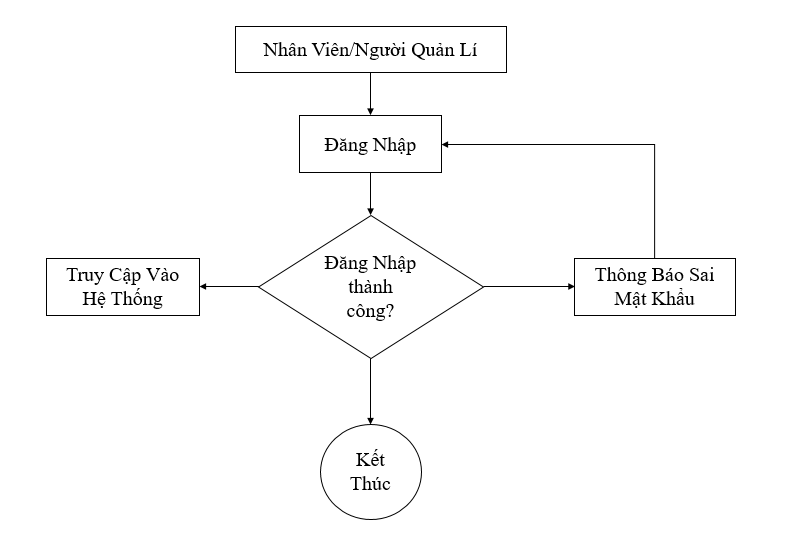 Nhân Viên/Người Quản Lí
Đăng Nhập
Đăng Nhập
thành
công?
Truy Cập Vào
Hệ Thống
Thông Báo Sai
Mật Khẩu
Kết
Thúc